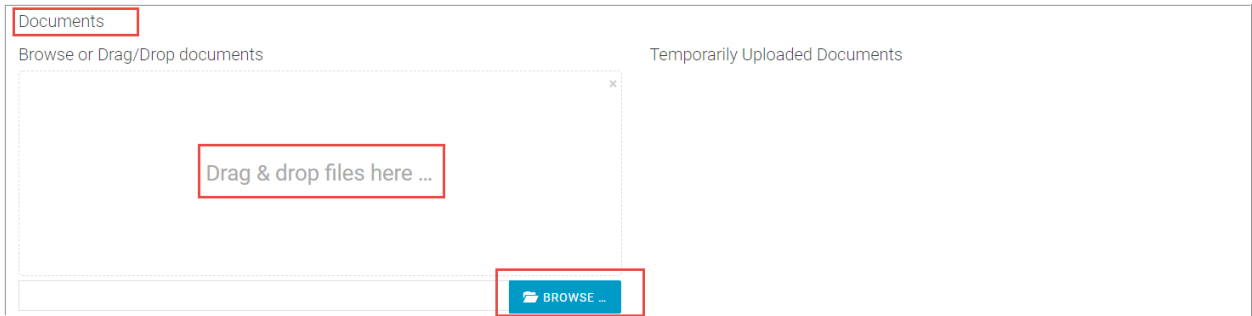 Documents
Browse or Drag/Drop documents
Temporarily Uploaded Documents
×
Drag & drop files here ...
BROWSE ...